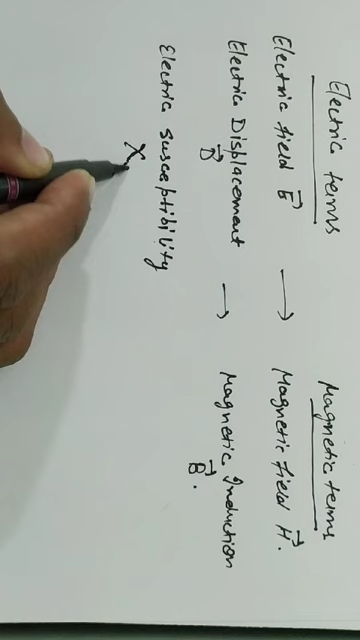 Electric terms Magnetic terms
Electric field E⃗ → Magnetic field H⃗.
Electric Displacement D⃗ → Magnetic Induction B⃗.
Electric susceptibility
χ